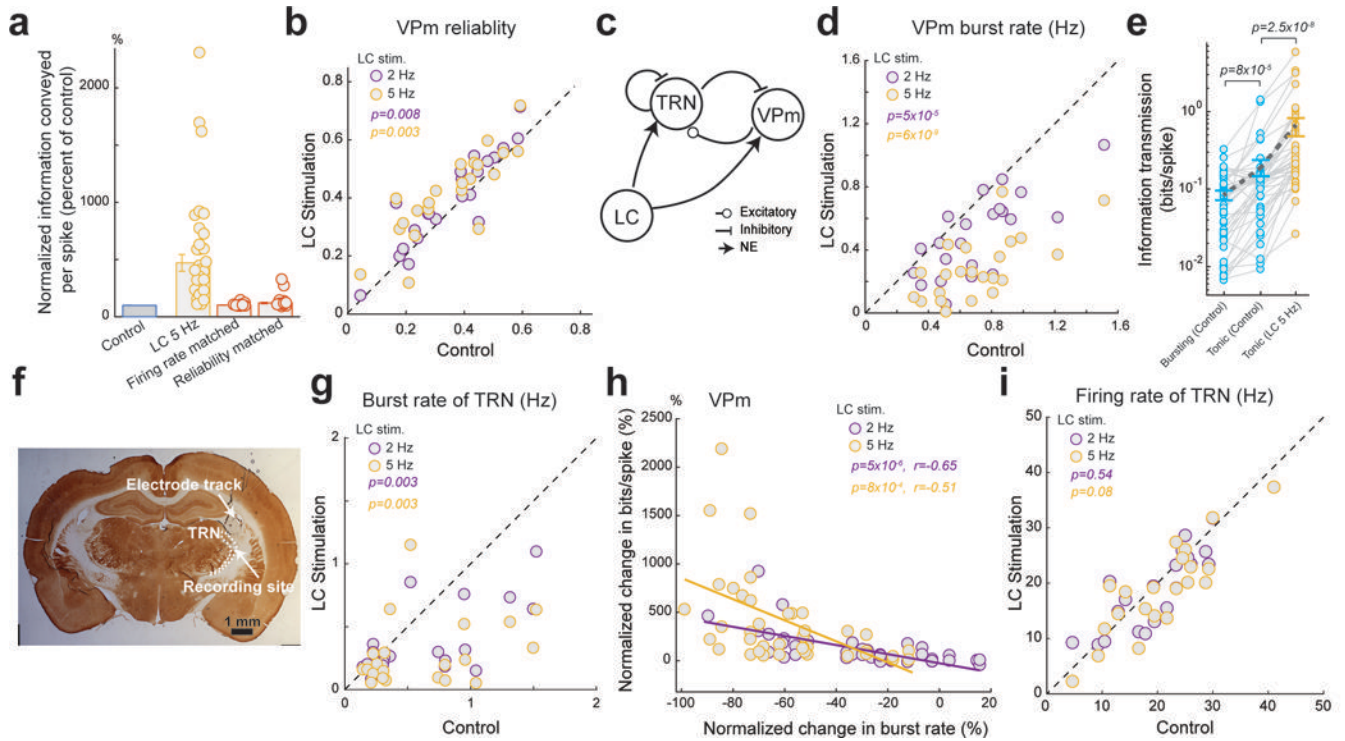 a
%
Normalized information conveyed
per spike (percent of control)
2000
1000
0
Control
LC 5 Hz
Firing rate matched
Reliability matched
b
VPm reliablity
LC stim.
2 Hz
5 Hz
p=0.008
p=0.003
LC Stimulation
0.8
0.6
0.4
0.2
0
0 0.2 0.4 0.6 0.8
Control
c
TRN
VPm
LC
Excitatory
Inhibitory
NE
d
VPm burst rate (Hz)
LC stim.
2 Hz
5 Hz
p=5x10⁻⁵
p=6x10⁻⁹
LC Stimulation
1.6
1.2
0.8
0.4
0
0 0.4 0.8 1.2 1.6
Control
e
p=2.5x10⁻⁸
p=8x10⁻⁵
Information transmission
(bits/spike)
10⁰
10⁻¹
10⁻²
Bursting (Control)
Tonic (Control)
Tonic (LC 5 Hz)
f
Electrode track
TRN
Recording site
1 mm
g
Burst rate of TRN (Hz)
LC stim.
2 Hz
5 Hz
p=0.003
p=0.003
LC Stimulation
2
1
0
0 1 2
Control
h
%
VPm
LC stim.
2 Hz
5 Hz
p=5x10⁻⁶, r=-0.65
p=8x10⁻⁴, r=-0.51
Normalized change in bits/spike (%)
2500
2000
1500
1000
500
0
-100 -80 -60 -40 -20 0 20
Normalized change in burst rate (%)
i
Firing rate of TRN (Hz)
LC stim.
2 Hz
5 Hz
p=0.54
p=0.08
LC Stimulation
50
40
30
20
10
0
0 10 20 30 40 50
Control